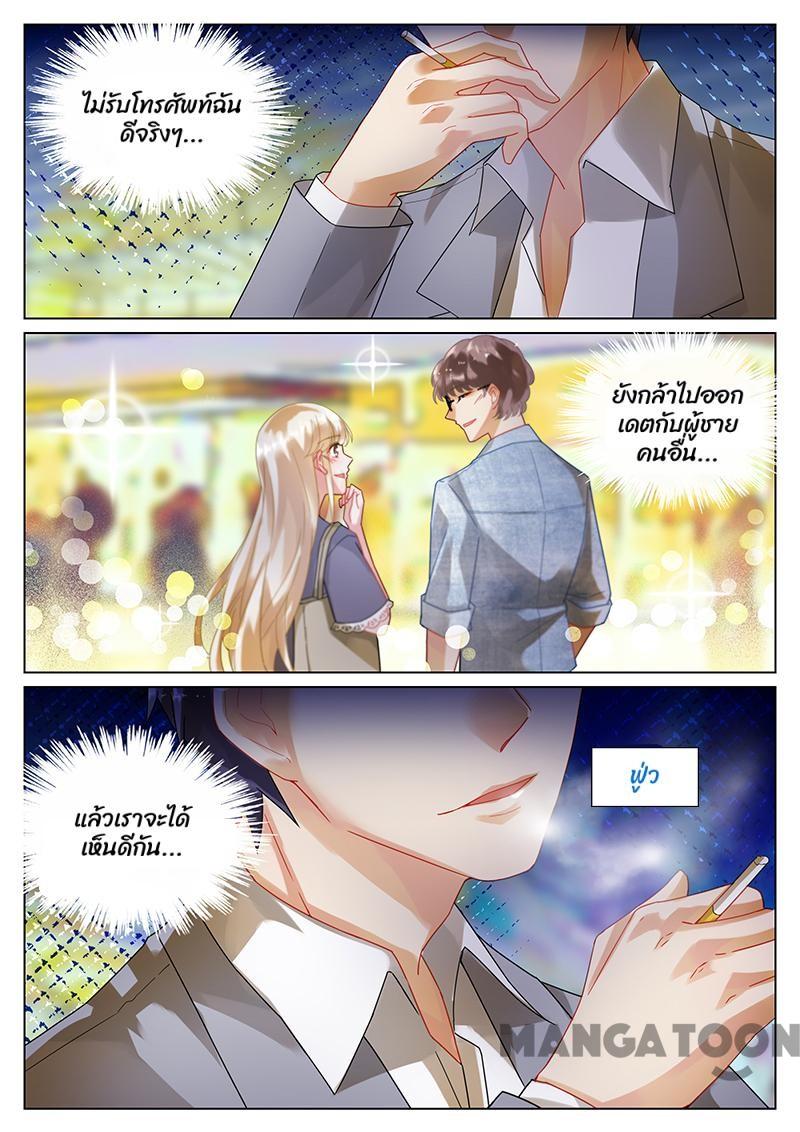 ไม่รับโทรศัพท์ฉัน
ดีจริงๆ...
ยังกล้าไปออก
เดตกับผู้ชาย
คนอื่น...
ฟู่ว
แล้วเราจะได้
เห็นดีกัน...
MANGATOON